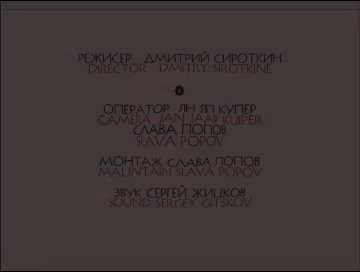 РЕЖИСЕР ДМИТРИЙ СИРОТКИН
DIRECTOR DMITRY SIROTKINE
ОПЕРАТОР ЯН ЯП КУПЕР
CAMERA JAN JAAP KUIPER
СЛАВА ПОПОВ
SLAVA POPOV
МОНТАЖ СЛАВА ПОПОВ
MAUNTAIN SLAVA POPOV
ЗВУК СЕРГЕЙ ЖИЦКОВ
SOUND SERGEY GITSKOV